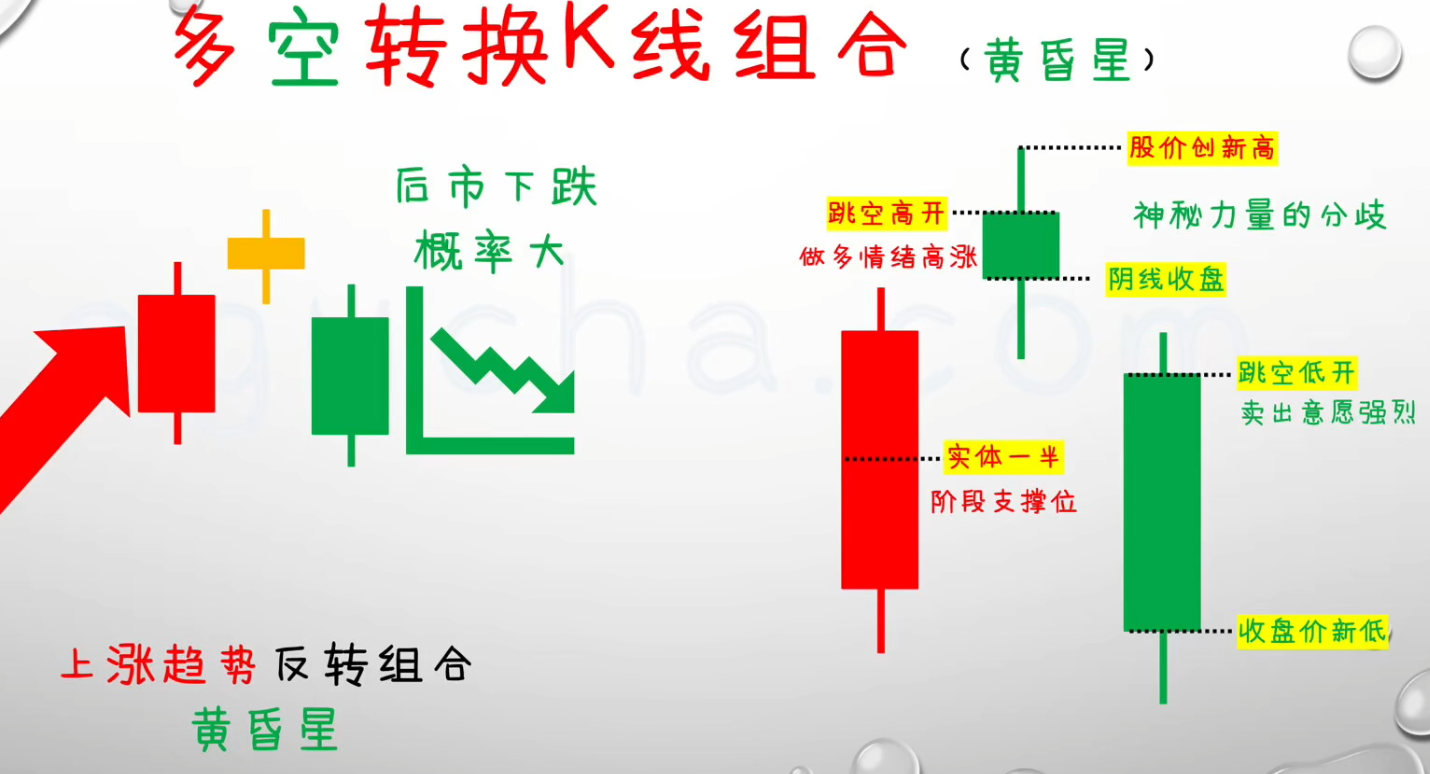 多空转换K线组合（黄昏星）
后市下跌
概率大
上涨趋势反转组合
黄昏星
股价创新高
跳空高开
做多情绪高涨
神秘力量的分歧
阴线收盘
跳空低开
卖出意愿强烈
实体一半
阶段支撑位
收盘价新低